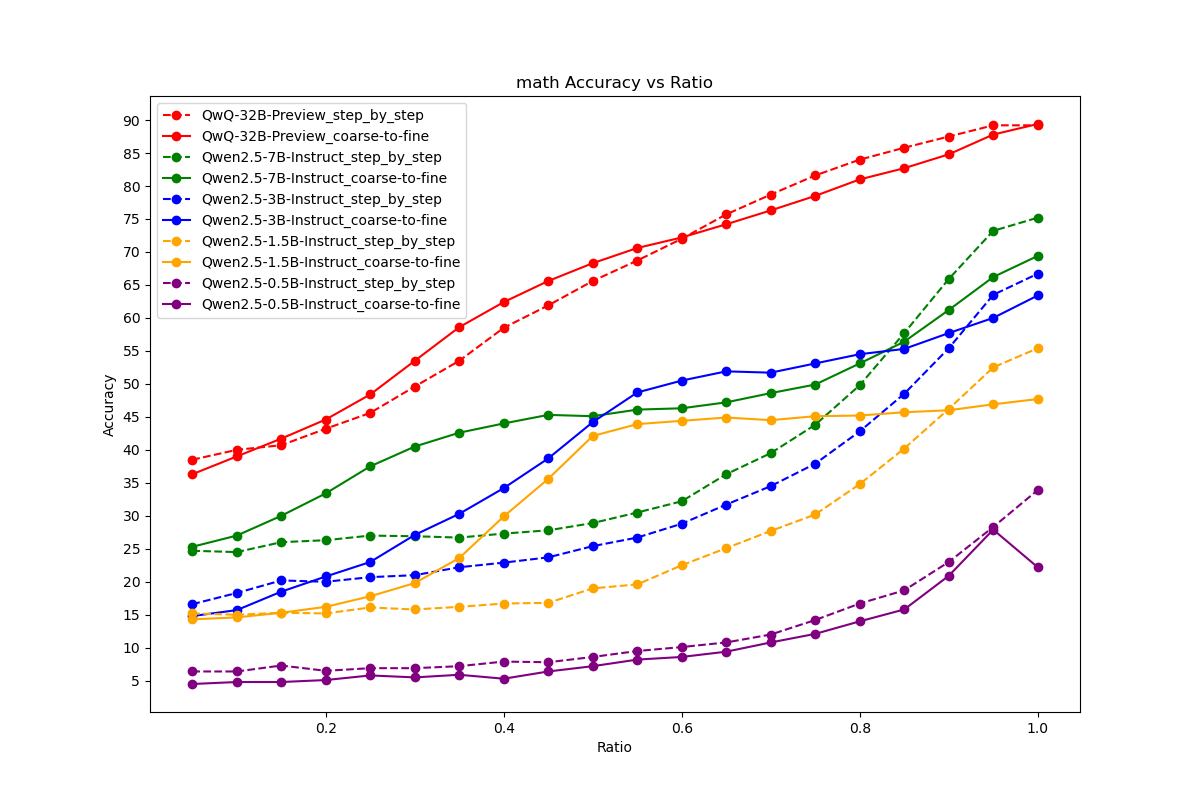 math Accuracy vs Ratio
QwQ-32B-Preview_step_by_step
QwQ-32B-Preview_coarse-to-fine
Qwen2.5-7B-Instruct_step_by_step
Qwen2.5-7B-Instruct_coarse-to-fine
Qwen2.5-3B-Instruct_step_by_step
Qwen2.5-3B-Instruct_coarse-to-fine
Qwen2.5-1.5B-Instruct_step_by_step
Qwen2.5-1.5B-Instruct_coarse-to-fine
Qwen2.5-0.5B-Instruct_step_by_step
Qwen2.5-0.5B-Instruct_coarse-to-fine
Accuracy
90
85
80
75
70
65
60
55
50
45
40
35
30
25
20
15
10
5
0.2 0.4 0.6 0.8 1.0
Ratio